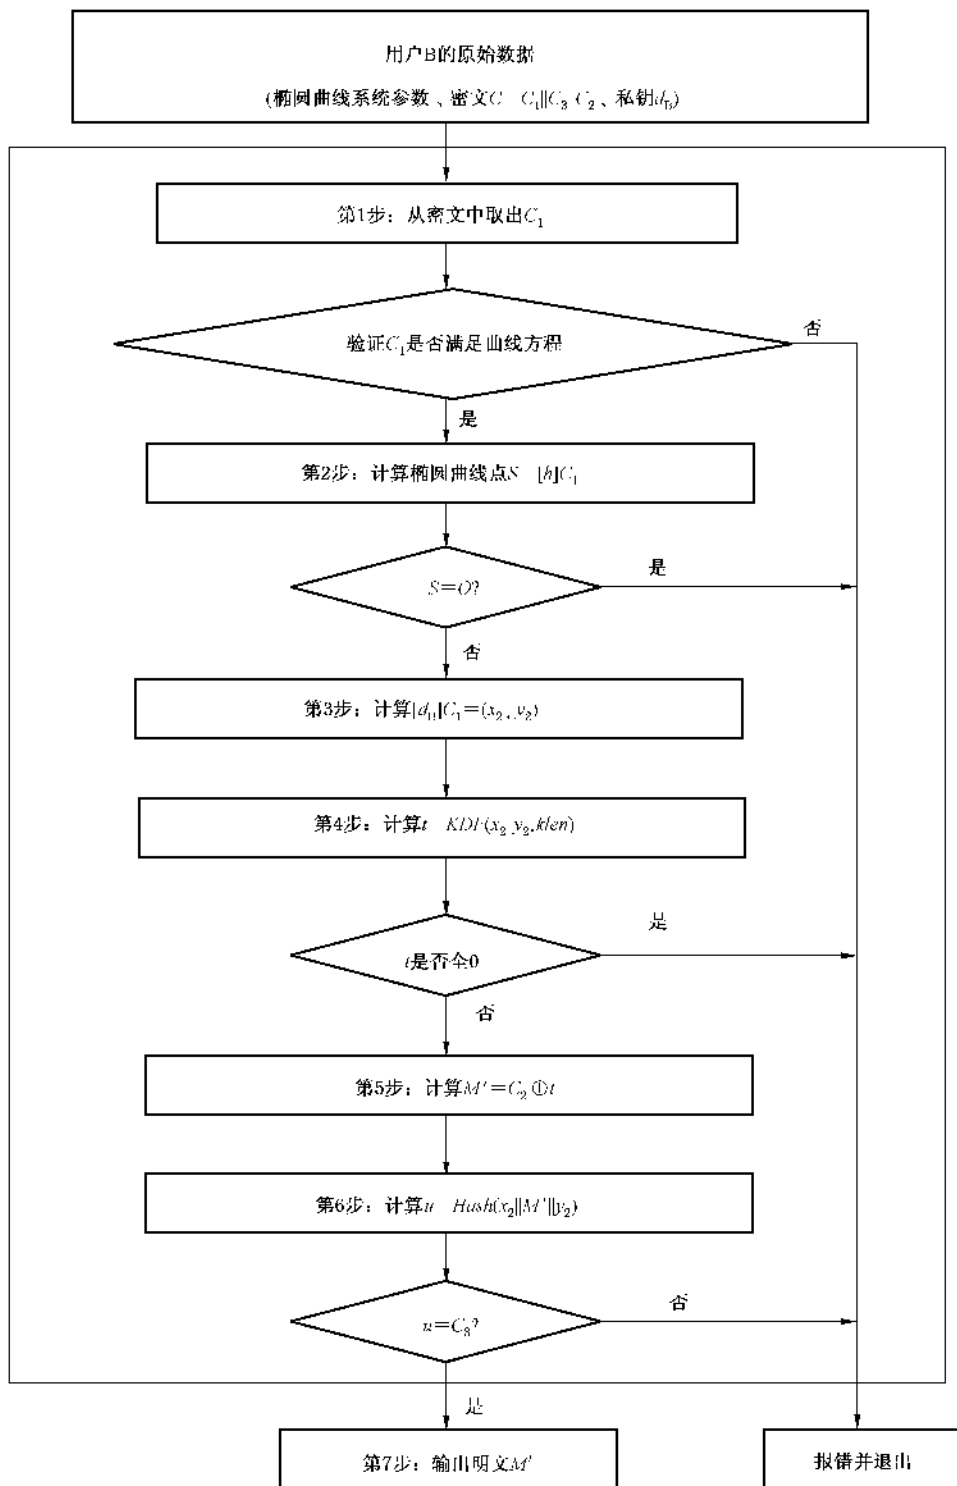 用户B的原始数据
(椭圆曲线系统参数、密文C C₁||C₃ C₂、私钥d_B)
第1步：从密文中取出C₁
验证C₁是否满足曲线方程
否
是
第2步：计算椭圆曲线点S [h]C₁
S=O?
是
否
第3步：计算[d_B]C₁=(x₂,y₂)
第4步：计算t KDF(x₂ y₂,klen)
t是否全0
是
否
第5步：计算M′=C₂⊕t
第6步：计算u Hash(x₂||M′||y₂)
u=C₃?
否
是
第7步：输出明文M′
报错并退出